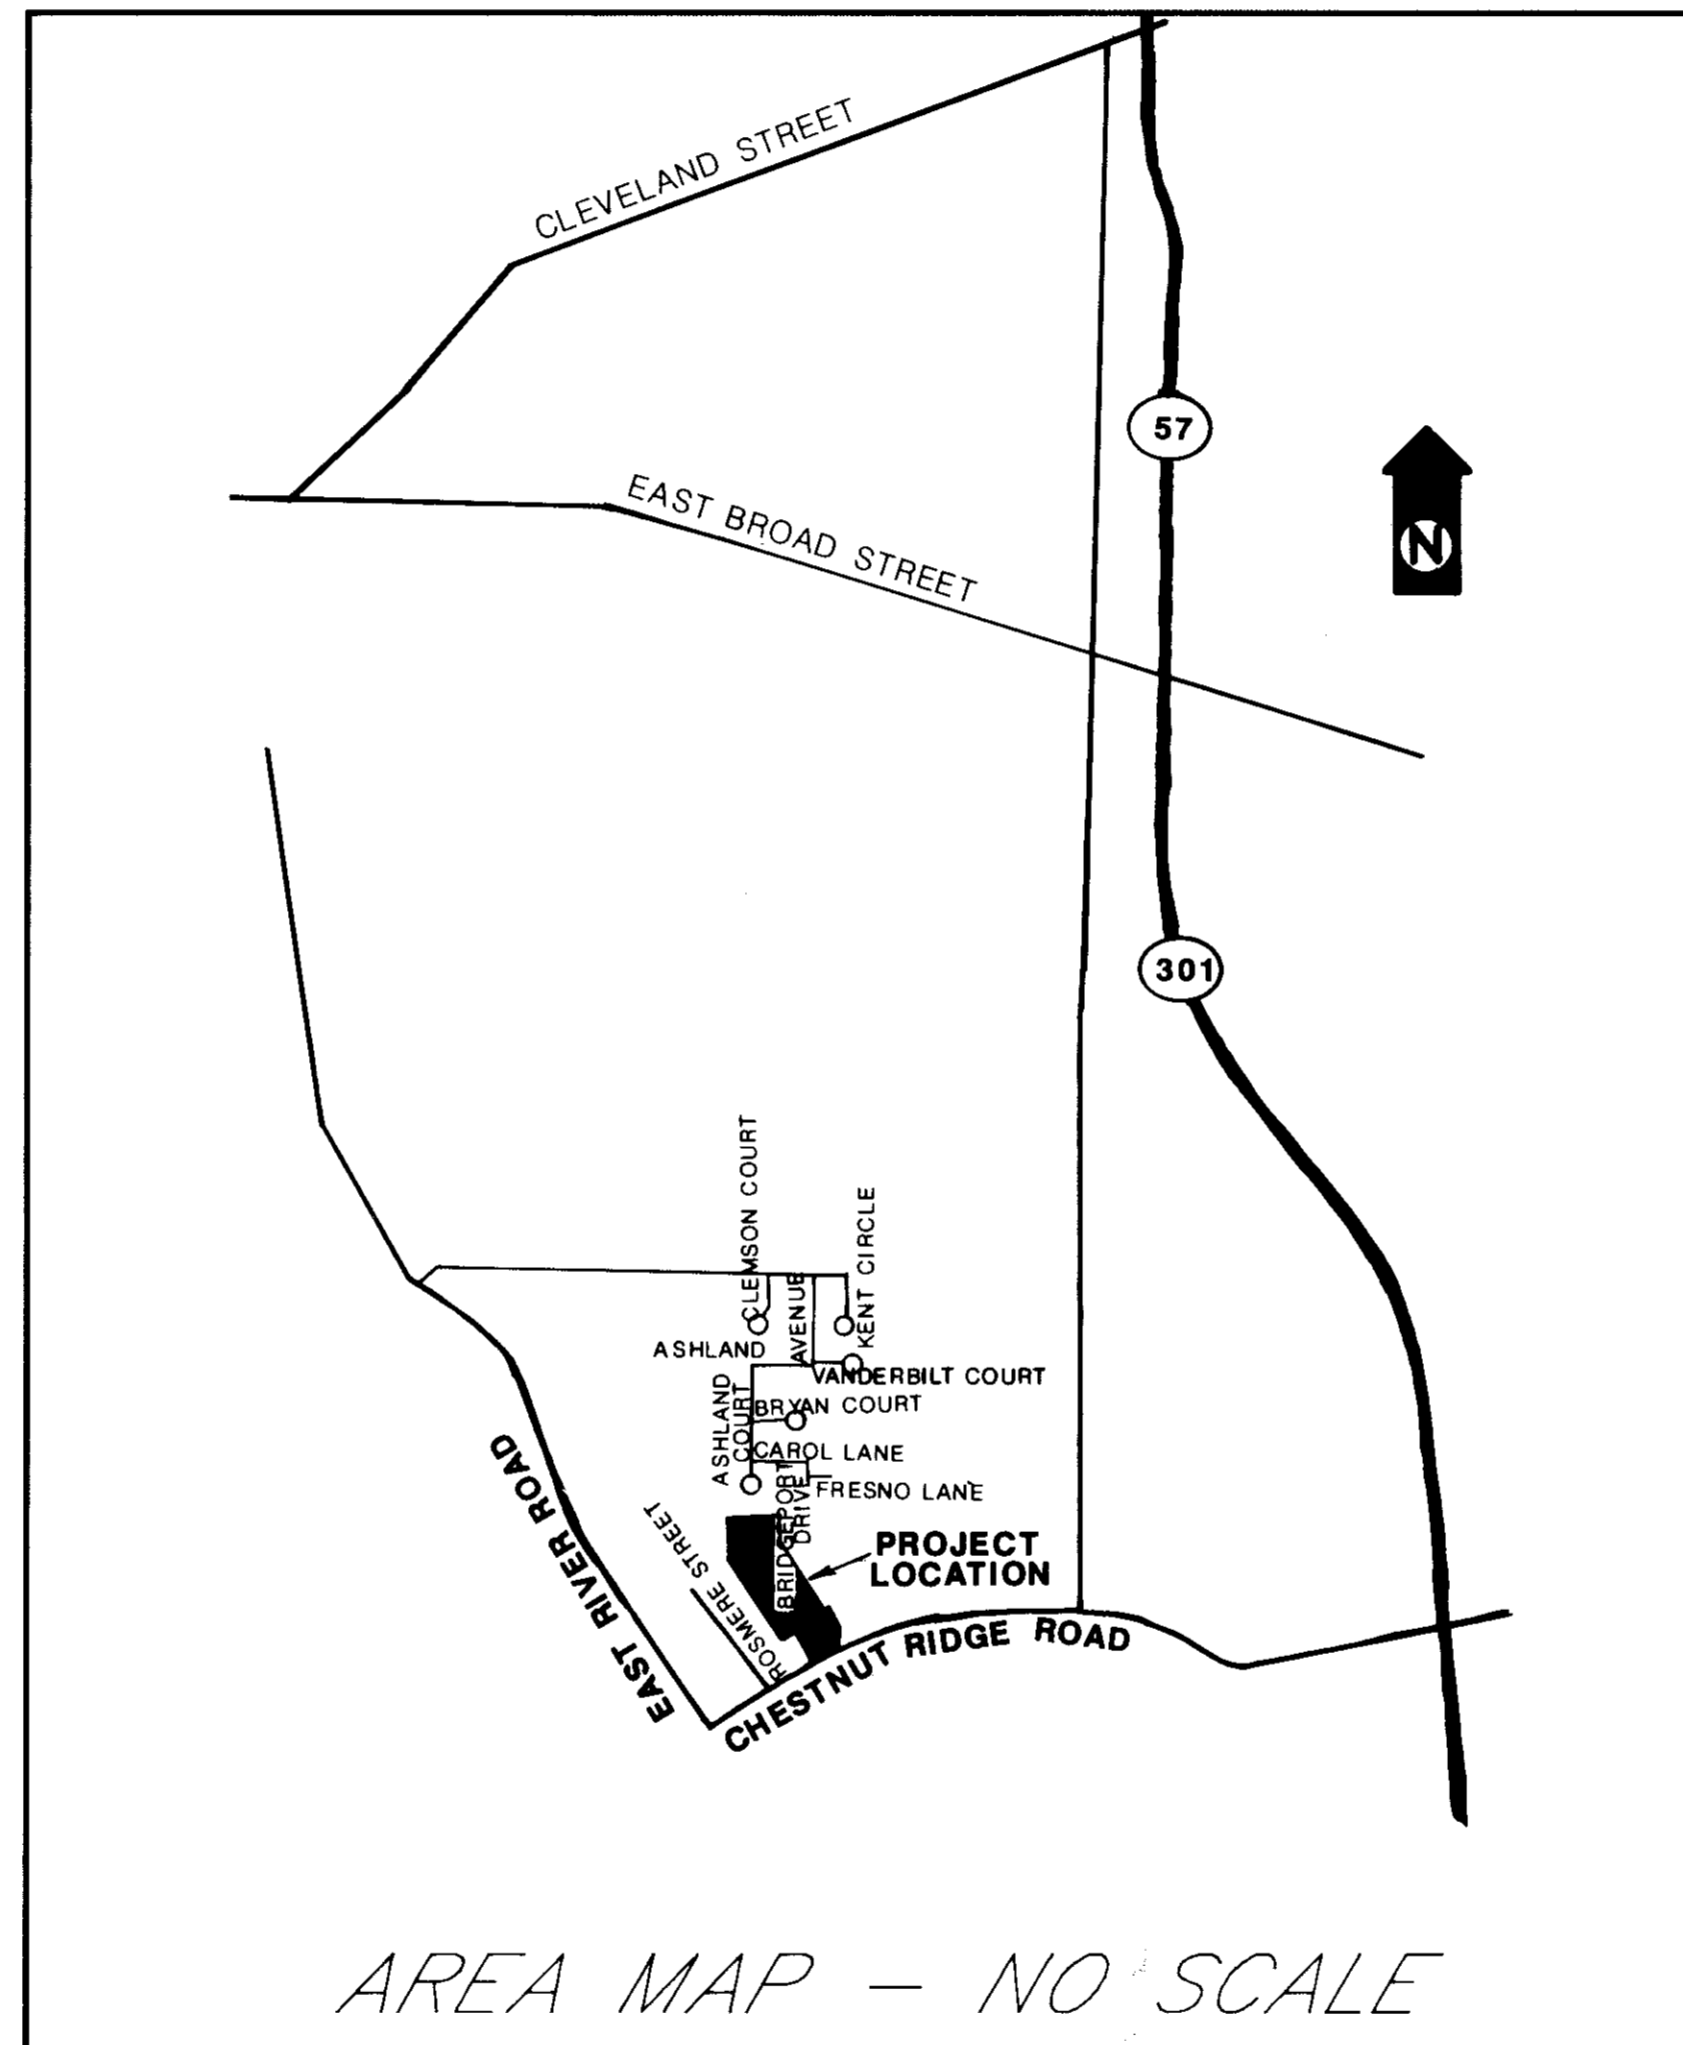 CLEVELAND STREET
57
EAST BROAD STREET
N
301
CLEMSON COURT
KENT CIRCLE
AVENUE
ASHLAND
VANDERBILT COURT
ASHLAND
COURT
BRYAN COURT
CAROL LANE
FRESNO LANE
BRIDGEPORT
DRIVE
EAST RIVER ROAD
ROSMERE STREET
PROJECT
LOCATION
CHESTNUT RIDGE ROAD
AREA MAP - NO SCALE